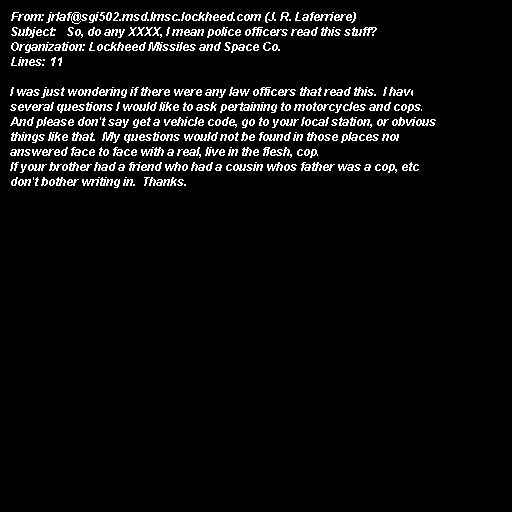 From: jrlaf@sgi502.msd.lmsc.lockheed.com (J. R. Laferriere)
Subject:   So, do any XXXX, I mean police officers read this stuff?
Organization: Lockheed Missiles and Space Co.
Lines: 11

I was just wondering if there were any law officers that read this.  I have
several questions I would like to ask pertaining to motorcycles and cops.
And please don't say get a vehicle code, go to your local station, or obvious
things like that.  My questions would not be found in those places nor
answered face to face with a real, live in the flesh, cop.
If your brother had a friend who had a cousin whos father was a cop, etc
don't bother writing in.  Thanks.